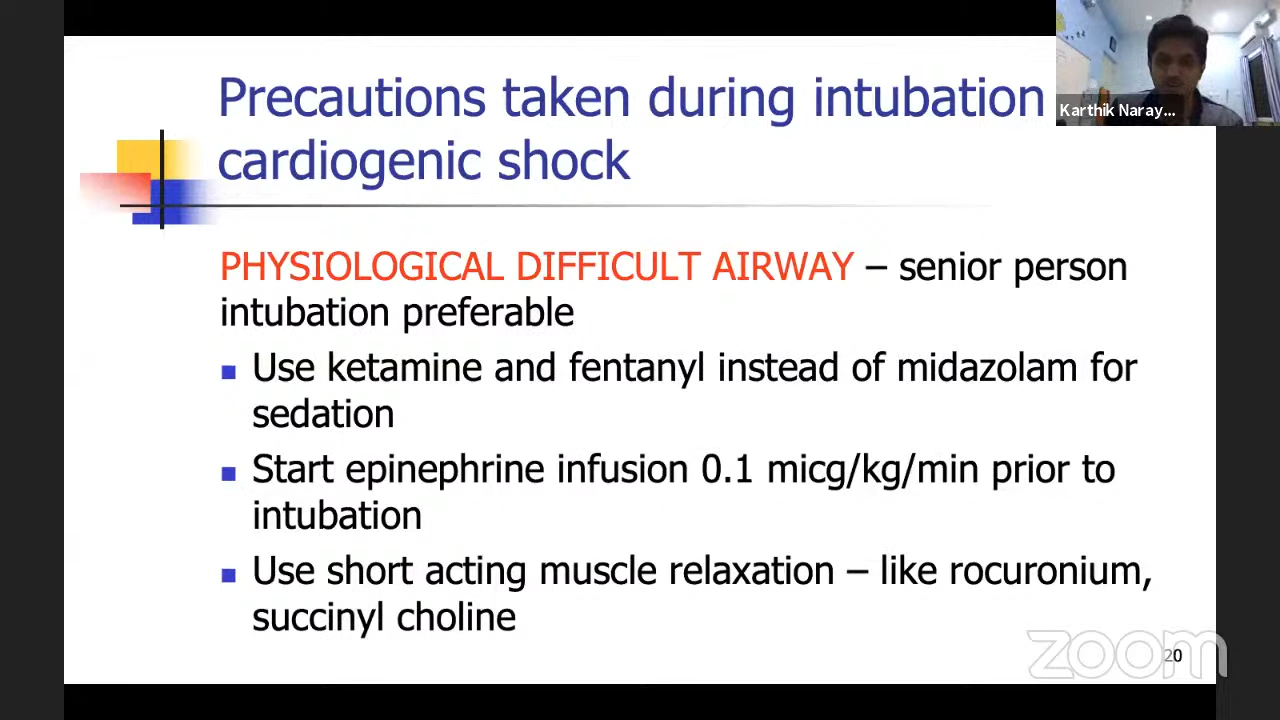 Precautions taken during intubation
cardiogenic shock
Karthik Naray...
PHYSIOLOGICAL DIFFICULT AIRWAY – senior person
intubation preferable
Use ketamine and fentanyl instead of midazolam for
sedation
Start epinephrine infusion 0.1 micg/kg/min prior to
intubation
Use short acting muscle relaxation – like rocuronium,
succinyl choline
zoom
20